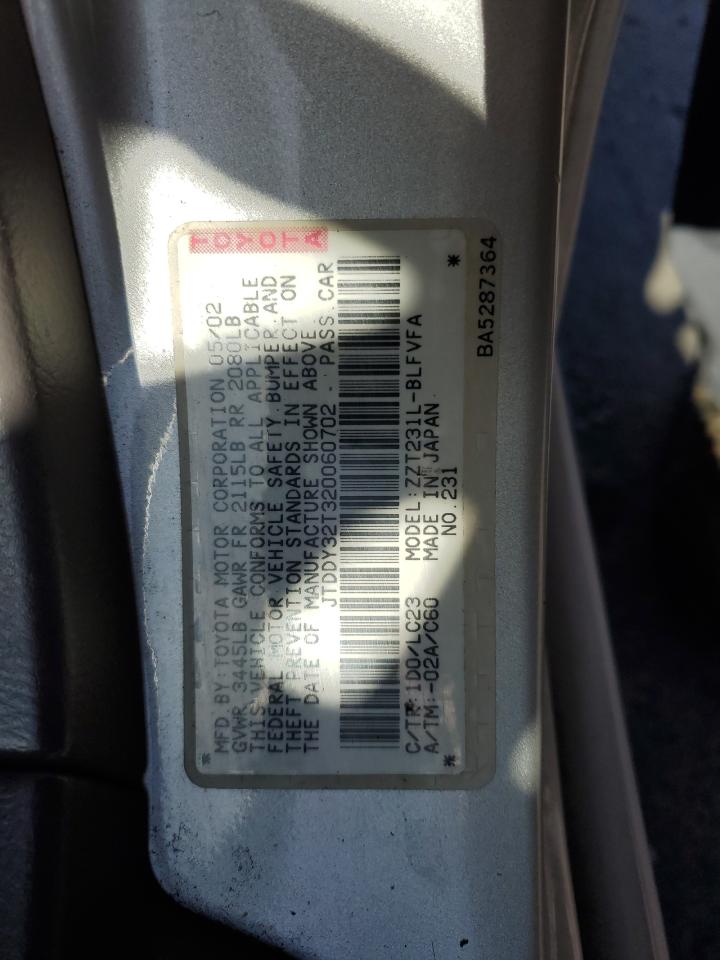 TOYOTA
MFD BY:TOYOTA MOTOR CORPORATION 05/02
GVWR 3445LB GAWR FR 2115LB RR 2080LB
THIS VEHICLE CONFORMS TO ALL APPLICABLE
FEDERAL MOTOR VEHICLE SAFETY BUMPER AND
THEFT PREVENTION STANDARDS IN EFFECT ON
THE DATE OF MANUFACTURE SHOWN ABOVE.
JTDDY32T320060702 . PASS.CAR
C/TR:1D0/LC23 MODEL:ZZT231L-BLFVFA
A/TM:-02A/C60 MADE IN JAPAN
NO.231
BA5287364